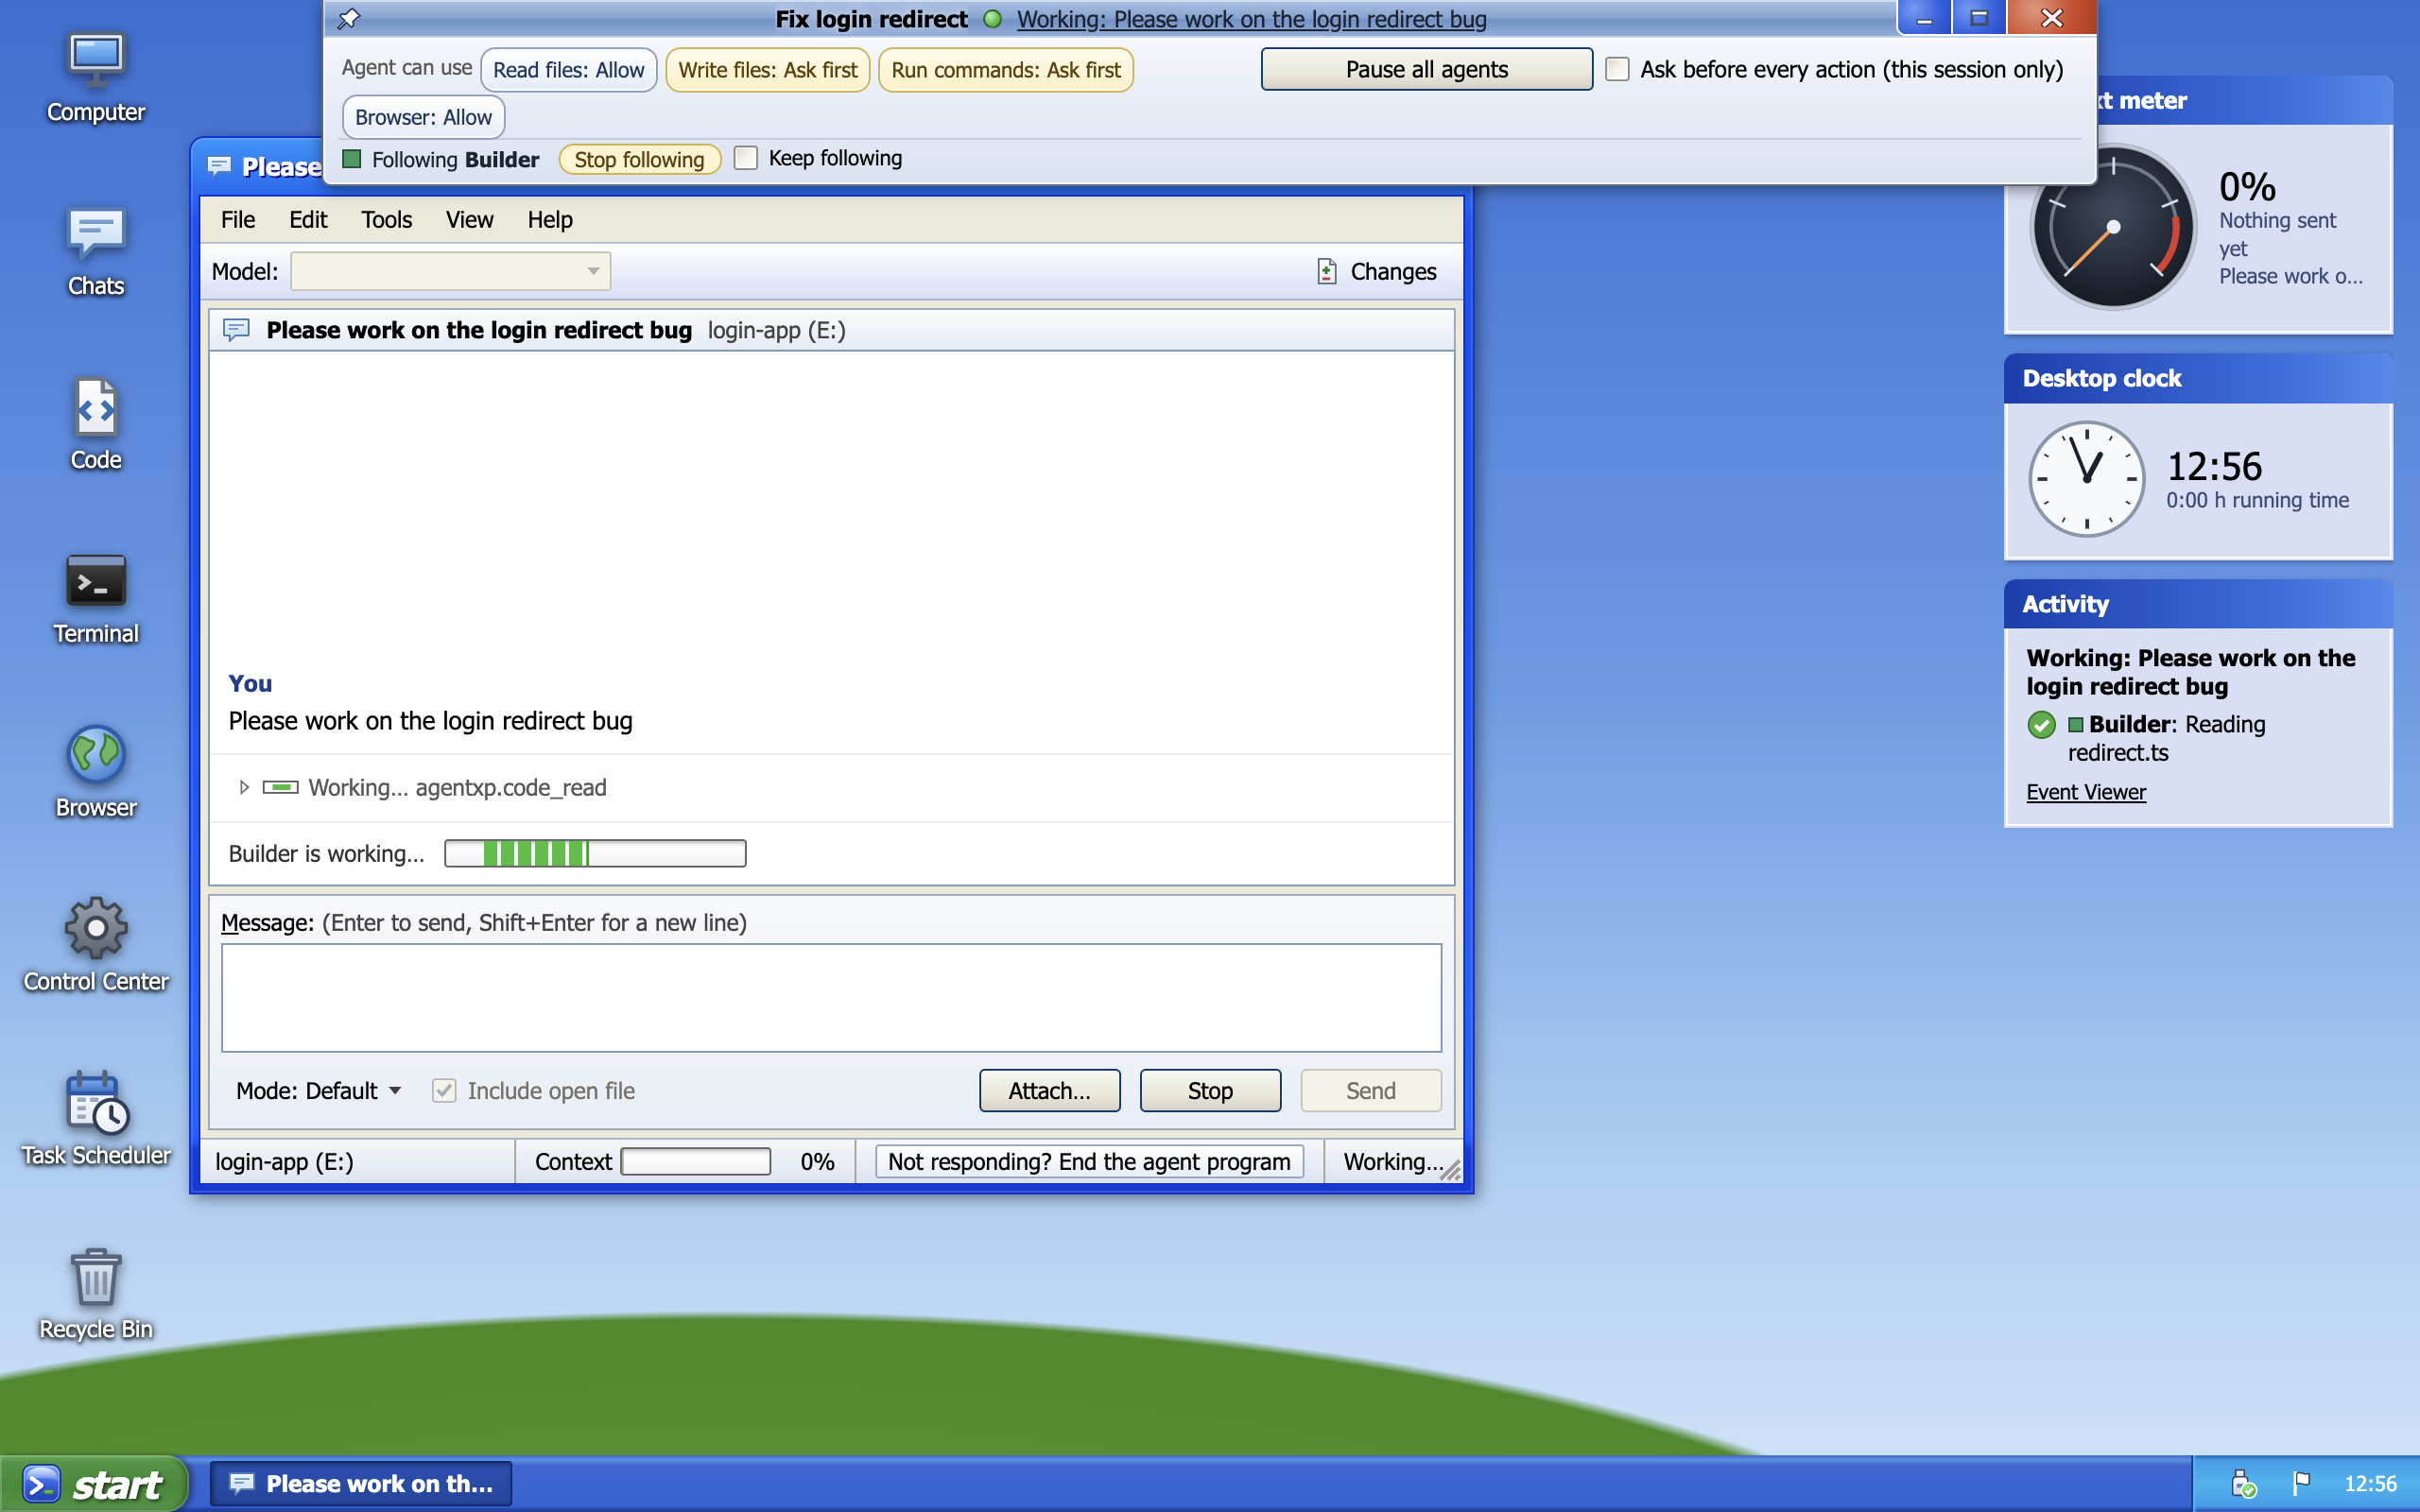 Fix login redirect Working: Please work on the login redirect bug
Agent can use Read files: Allow Write files: Ask first Run commands: Ask first Pause all agents Ask before every action (this session only)
Browser: Allow
Following Builder Stop following Keep following
Computer
Chats
Code
Terminal
Browser
Control Center
Task Scheduler
Recycle Bin
Please
File Edit Tools View Help
Model: Changes
Please work on the login redirect bug login-app (E:)
You
Please work on the login redirect bug
Working... agentxp.code_read
Builder is working...
Message: (Enter to send, Shift+Enter for a new line)
Mode: Default Include open file Attach... Stop Send
login-app (E:) Context 0% Not responding? End the agent program Working...
meter
0%
Nothing sent
yet
Please work o...
Desktop clock
12:56
0:00 h running time
Activity
Working: Please work on the
login redirect bug
Builder: Reading
redirect.ts
Event Viewer
start Please work on th... 12:56